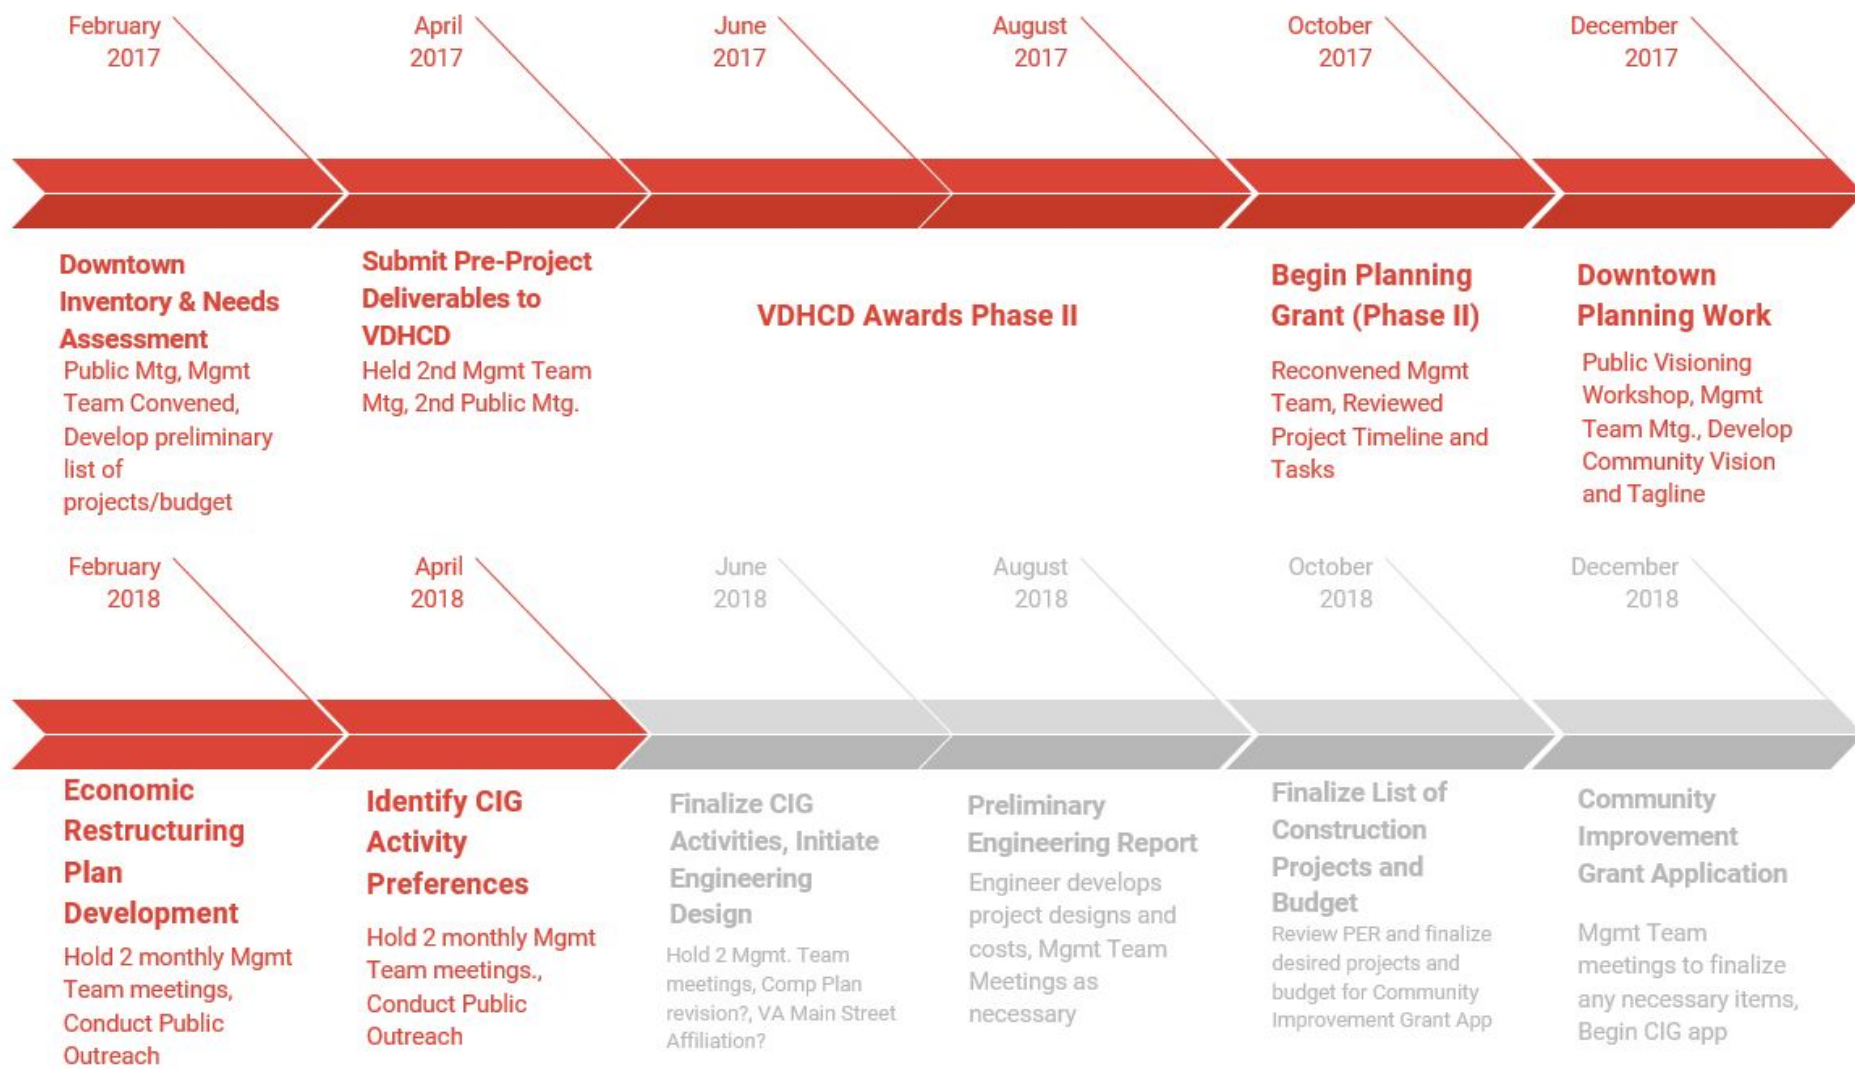 February
2017
April
2017
June
2017
August
2017
October
2017
December
2017
Downtown
Inventory & Needs
Assessment
Public Mtg, Mgmt
Team Convened,
Develop preliminary
list of
projects/budget
Submit Pre-Project
Deliverables to
VDHCD
Held 2nd Mgmt Team
Mtg, 2nd Public Mtg.
VDHCD Awards Phase II
Begin Planning
Grant (Phase II)
Reconvened Mgmt
Team, Reviewed
Project Timeline and
Tasks
Downtown
Planning Work
Public Visioning
Workshop, Mgmt
Team Mtg., Develop
Community Vision
and Tagline
February
2018
April
2018
June
2018
August
2018
October
2018
December
2018
Economic
Restructuring
Plan
Development
Hold 2 monthly Mgmt
Team meetings,
Conduct Public
Outreach
Identify CIG
Activity
Preferences
Hold 2 monthly Mgmt
Team meetings.,
Conduct Public
Outreach
Finalize CIG
Activities, Initiate
Engineering
Design
Hold 2 Mgmt. Team
meetings, Comp Plan
revision?, VA Main Street
Affiliation?
Preliminary
Engineering Report
Engineer develops
project designs and
costs, Mgmt Team
Meetings as
necessary
Finalize List of
Construction
Projects and
Budget
Review PER and finalize
desired projects and
budget for Community
Improvement Grant App
Community
Improvement
Grant Application
Mgmt Team
meetings to finalize
any necessary items,
Begin CIG app